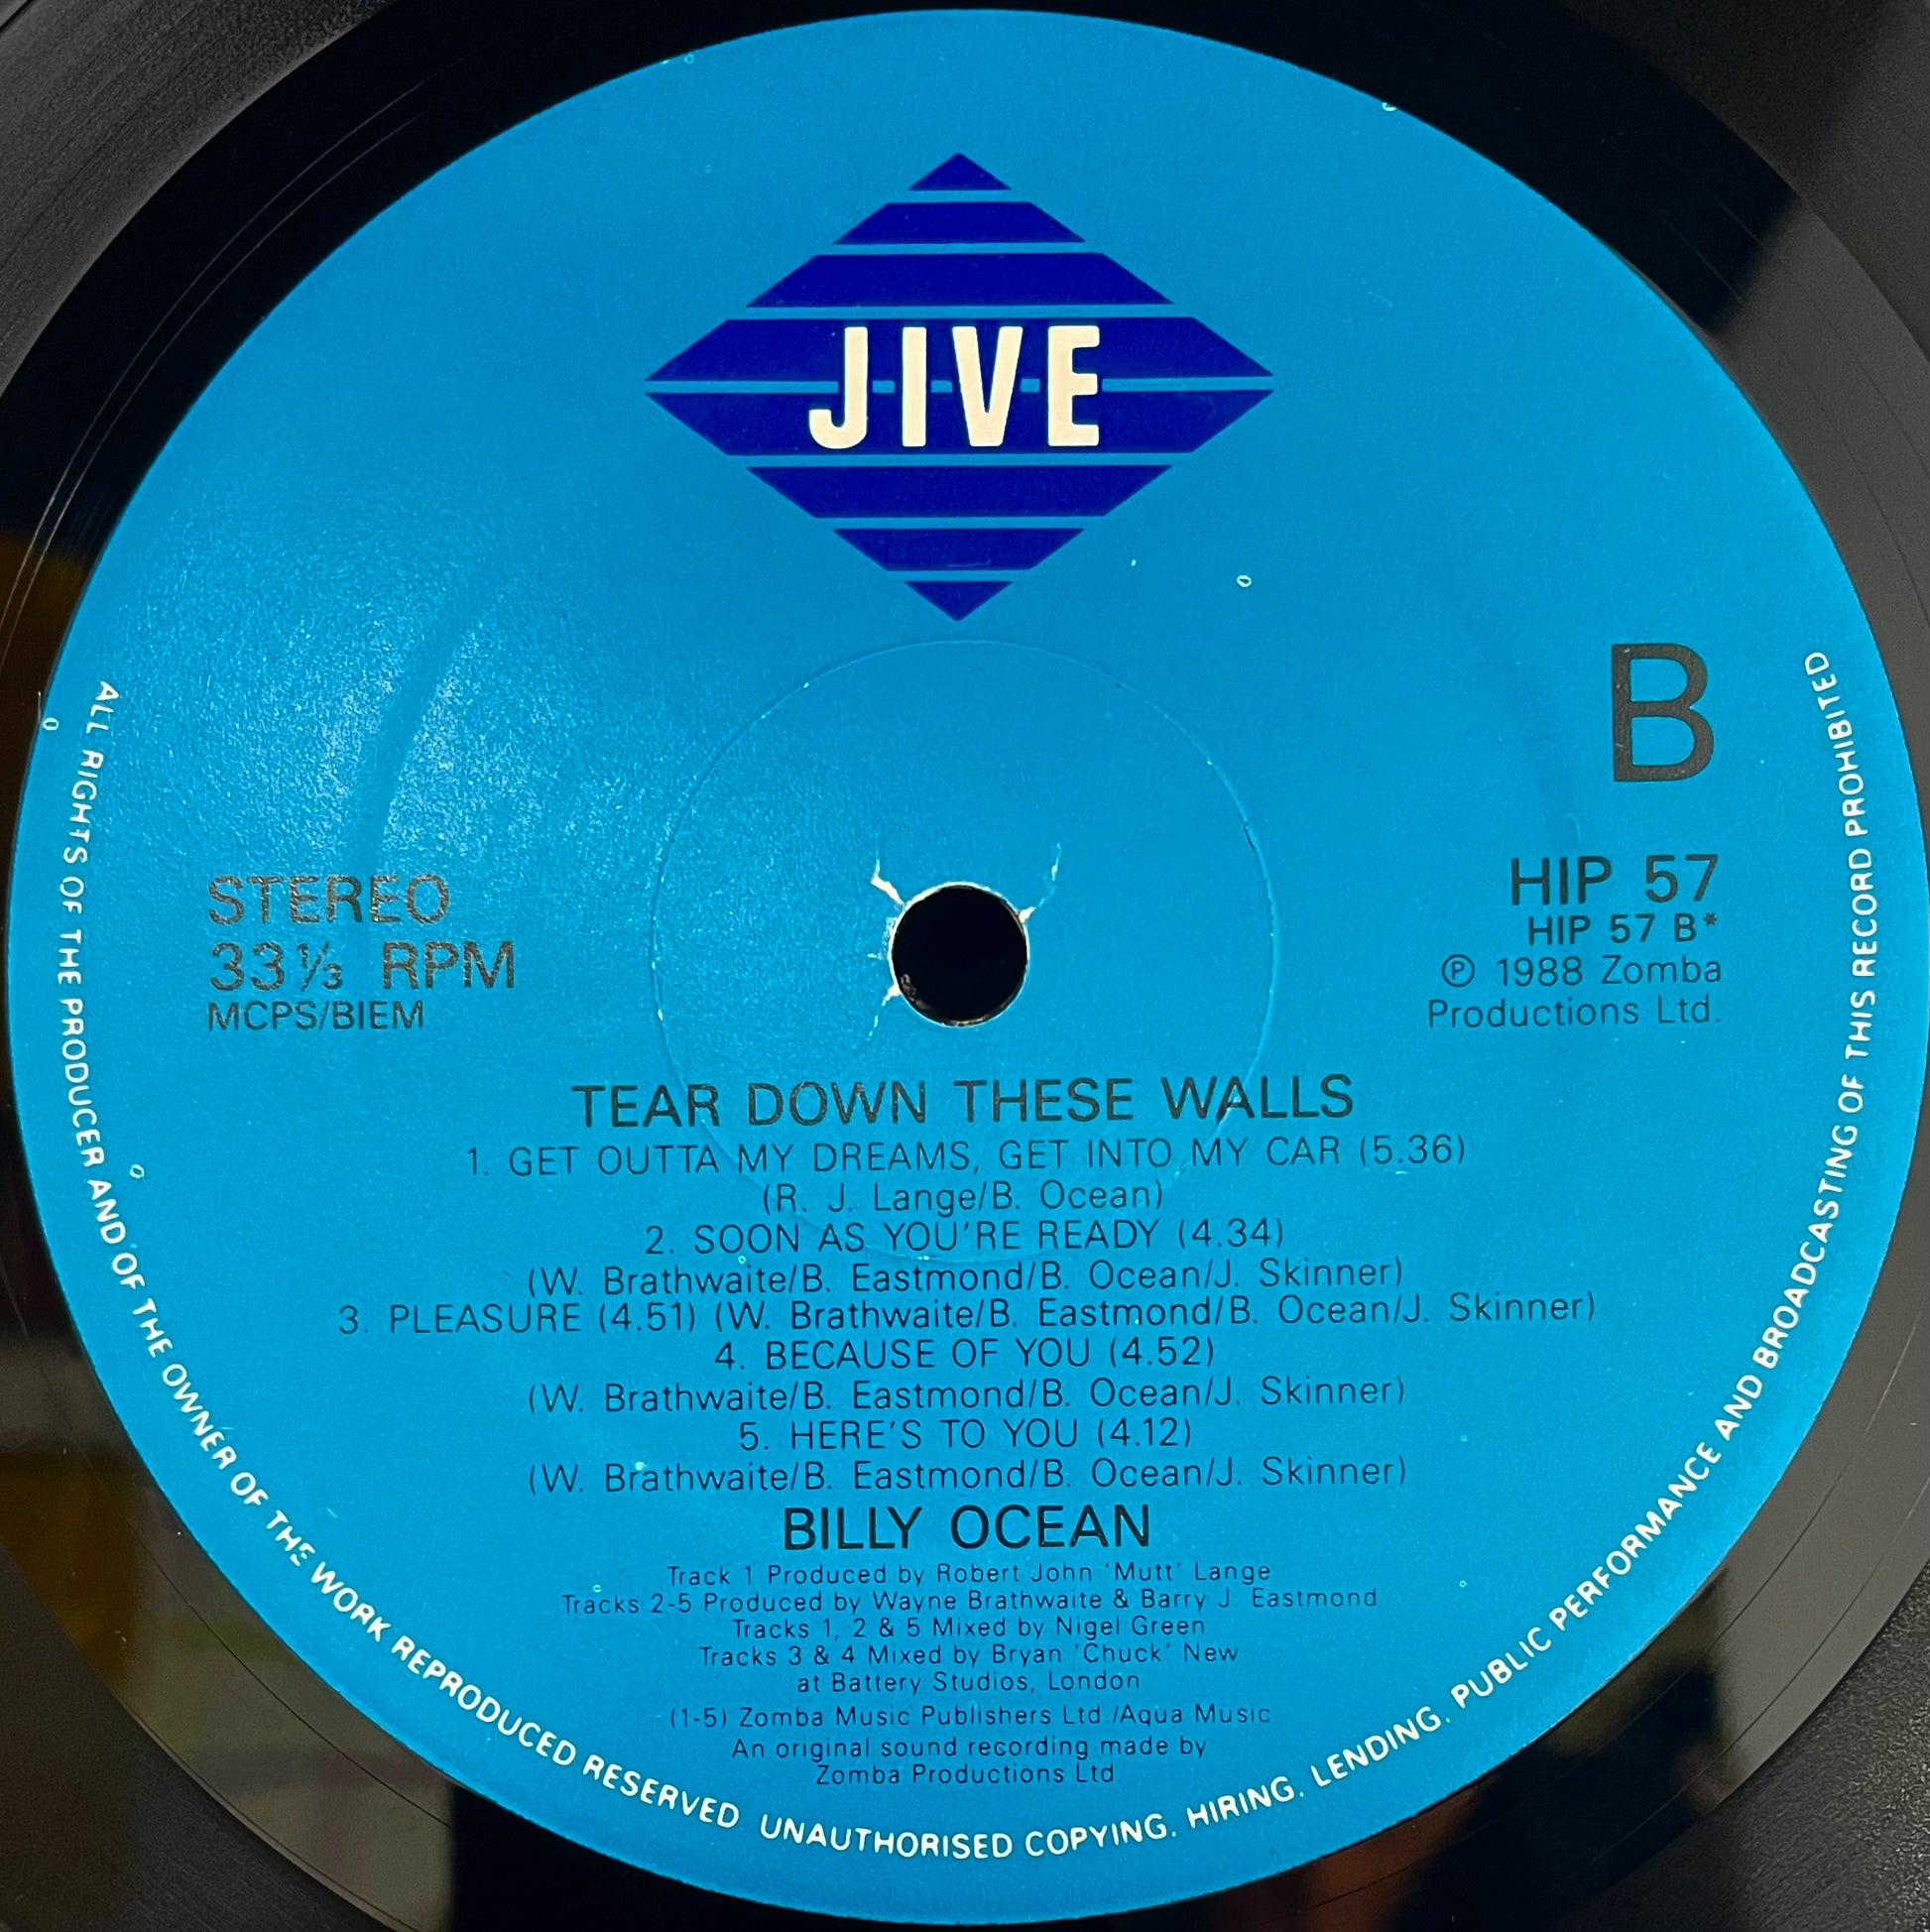 JIVE
B
STEREO
33⅓ RPM
MCPS/BIEM
HIP 57
HIP 57 B*
℗ 1988 Zomba
Productions Ltd.
TEAR DOWN THESE WALLS
1. GET OUTTA MY DREAMS, GET INTO MY CAR (5.36)
(R. J. Lange/B. Ocean)
2. SOON AS YOU'RE READY (4.34)
(W. Brathwaite/B. Eastmond/B. Ocean/J. Skinner)
3. PLEASURE (4.51) (W. Brathwaite/B. Eastmond/B. Ocean/J. Skinner)
4. BECAUSE OF YOU (4.52)
(W. Brathwaite/B. Eastmond/B. Ocean/J. Skinner)
5. HERE'S TO YOU (4.12)
(W. Brathwaite/B. Eastmond/B. Ocean/J. Skinner)
BILLY OCEAN
Track 1 Produced by Robert John 'Mutt' Lange
Tracks 2-5 Produced by Wayne Brathwaite & Barry J. Eastmond
Tracks 1, 2 & 5 Mixed by Nigel Green
Tracks 3 & 4 Mixed by Bryan 'Chuck' New
at Battery Studios, London
(1-5) Zomba Music Publishers Ltd./Aqua Music
An original sound recording made by
Zomba Productions Ltd.
ALL RIGHTS OF THE PRODUCER AND OF THE OWNER OF THE WORK REPRODUCED RESERVED UNAUTHORISED COPYING, HIRING, LENDING, PUBLIC PERFORMANCE AND BROADCASTING OF THIS RECORD PROHIBITED